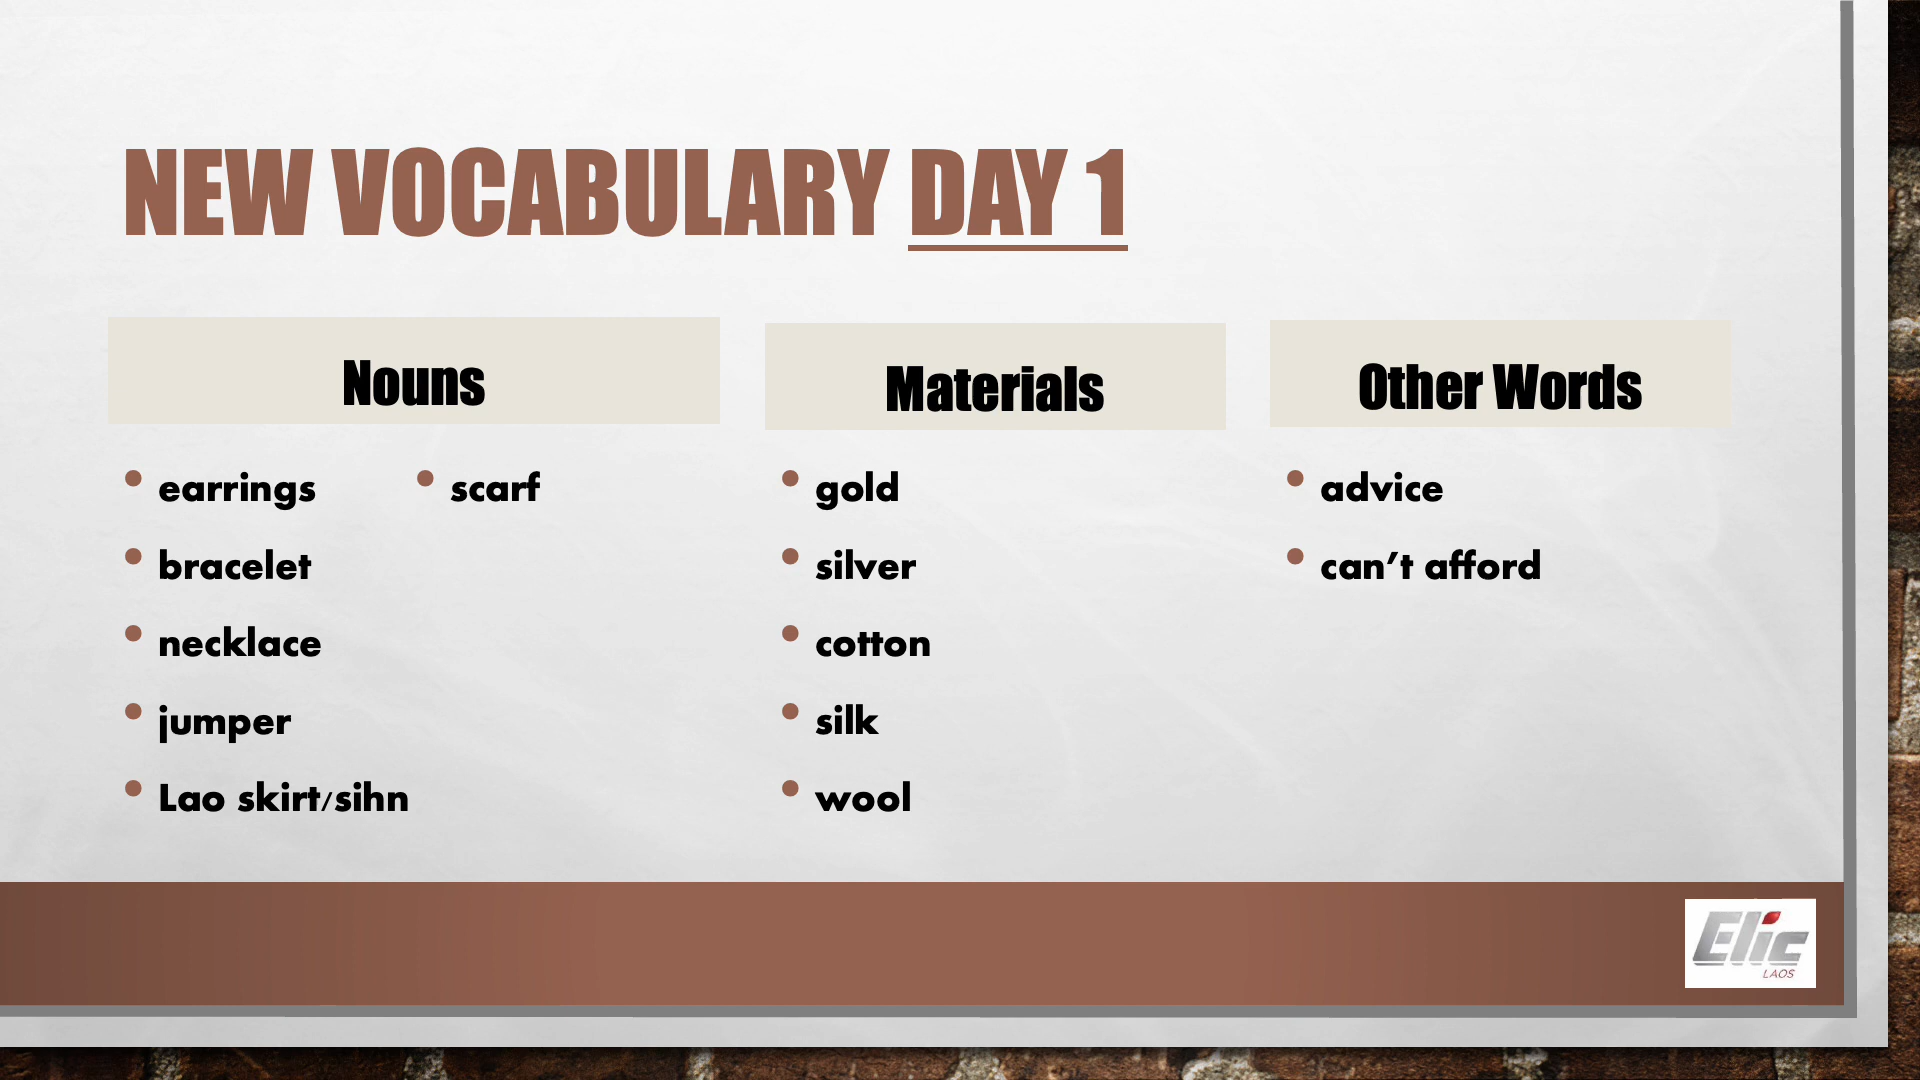 NEW VOCABULARY DAY 1
Nouns
earrings
bracelet
necklace
jumper
Lao skirt/sihn
scarf
Materials
gold
silver
cotton
silk
wool
Other Words
advice
can't afford
Elic
LAOS